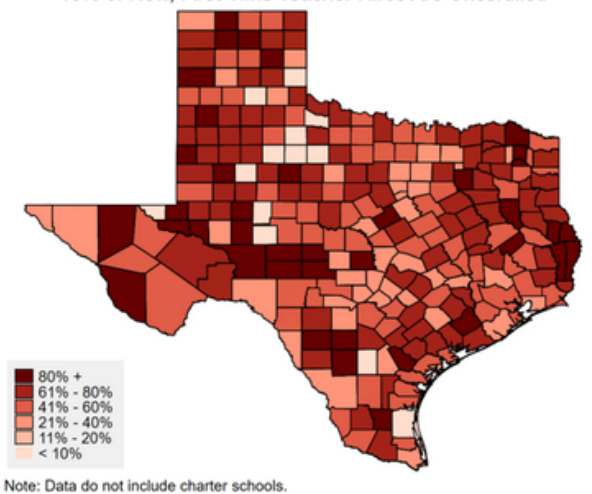 80% +
61% - 80%
41% - 60%
21% - 40%
11% - 20%
< 10%
Note: Data do not include charter schools.